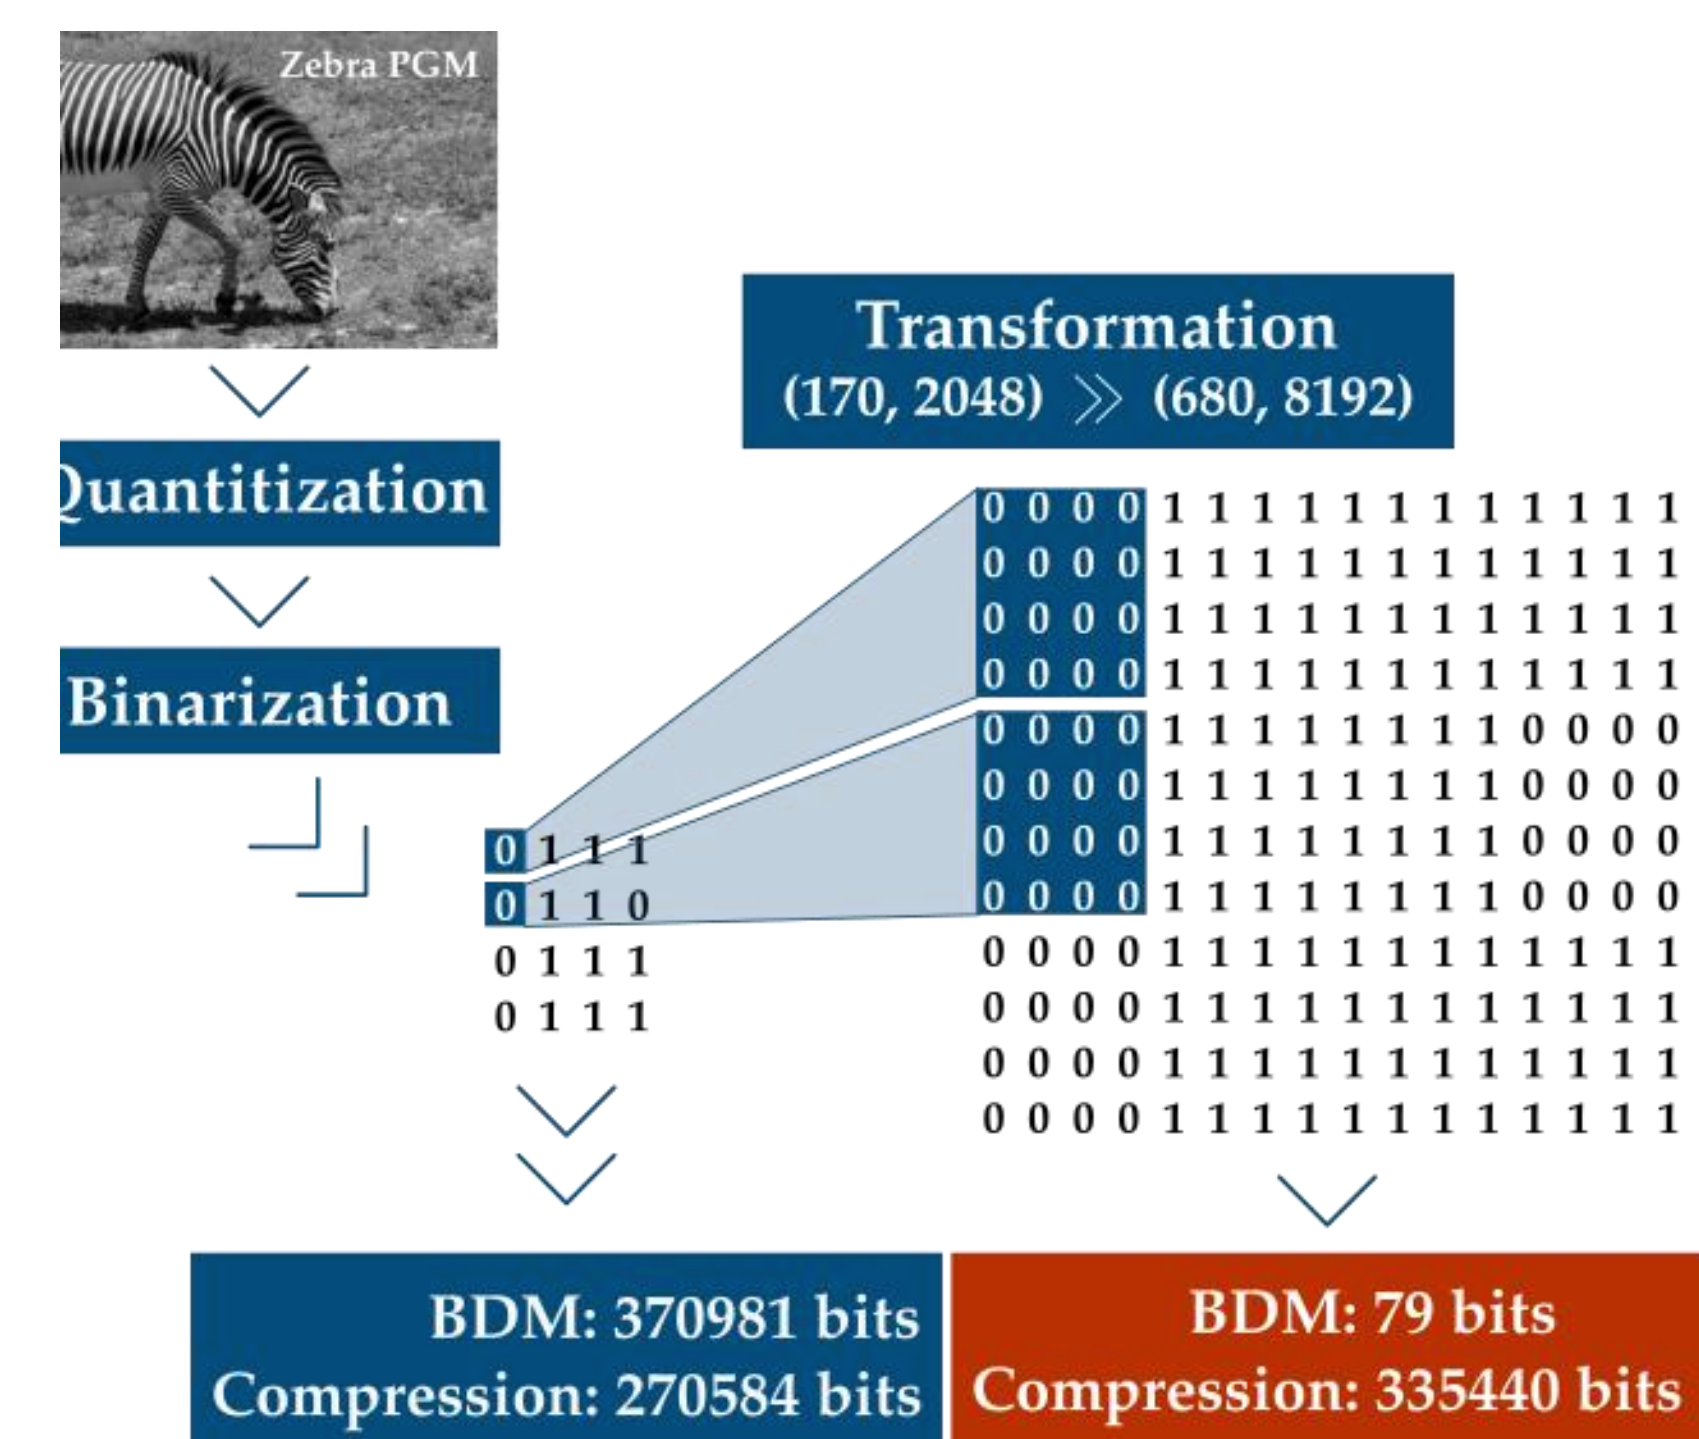 Zebra PGM
Quantitization
Binarization
0 1 1 1
0 1 1 0
0 1 1 1
0 1 1 1
Transformation
(170, 2048) >> (680, 8192)
0 0 0 0 1 1 1 1 1 1 1 1 1 1 1 1
0 0 0 0 1 1 1 1 1 1 1 1 1 1 1 1
0 0 0 0 1 1 1 1 1 1 1 1 1 1 1 1
0 0 0 0 1 1 1 1 1 1 1 1 1 1 1 1
0 0 0 0 1 1 1 1 1 1 1 1 0 0 0 0
0 0 0 0 1 1 1 1 1 1 1 1 0 0 0 0
0 0 0 0 1 1 1 1 1 1 1 1 0 0 0 0
0 0 0 0 1 1 1 1 1 1 1 1 0 0 0 0
0 0 0 0 1 1 1 1 1 1 1 1 1 1 1 1
0 0 0 0 1 1 1 1 1 1 1 1 1 1 1 1
0 0 0 0 1 1 1 1 1 1 1 1 1 1 1 1
0 0 0 0 1 1 1 1 1 1 1 1 1 1 1 1
BDM: 370981 bits
Compression: 270584 bits
BDM: 79 bits
Compression: 335440 bits